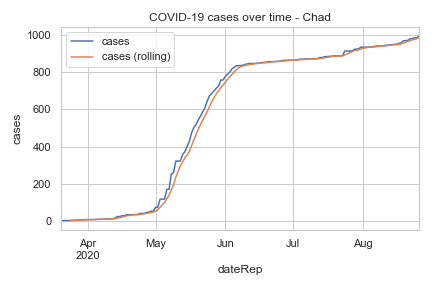 COVID-19 cases over time - Chad
cases
cases (rolling)
1000
800
600
400
200
0
cases
Apr
2020
May
Jun
Jul
Aug
dateRep